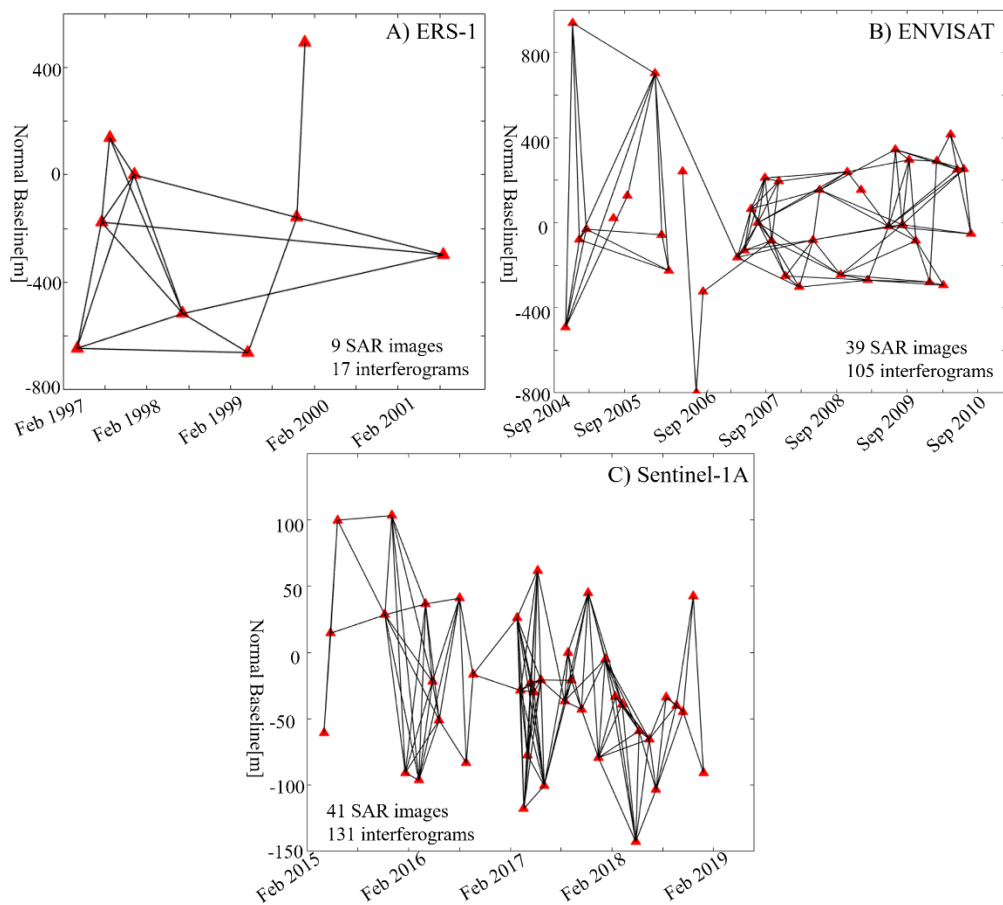 A) ERS-1
Normal Baseline[m]
400
0
-400
-800
9 SAR images
17 interferograms
Feb 1997
Feb 1998
Feb 1999
Feb 2000
Feb 2001
B) ENVISAT
Normal Baseline[m]
800
400
0
-400
-800
39 SAR images
105 interferograms
Sep 2004
Sep 2005
Sep 2006
Sep 2007
Sep 2008
Sep 2009
Sep 2010
C) Sentinel-1A
Normal Baseline[m]
100
50
0
-50
-100
-150
41 SAR images
131 interferograms
Feb 2015
Feb 2016
Feb 2017
Feb 2018
Feb 2019